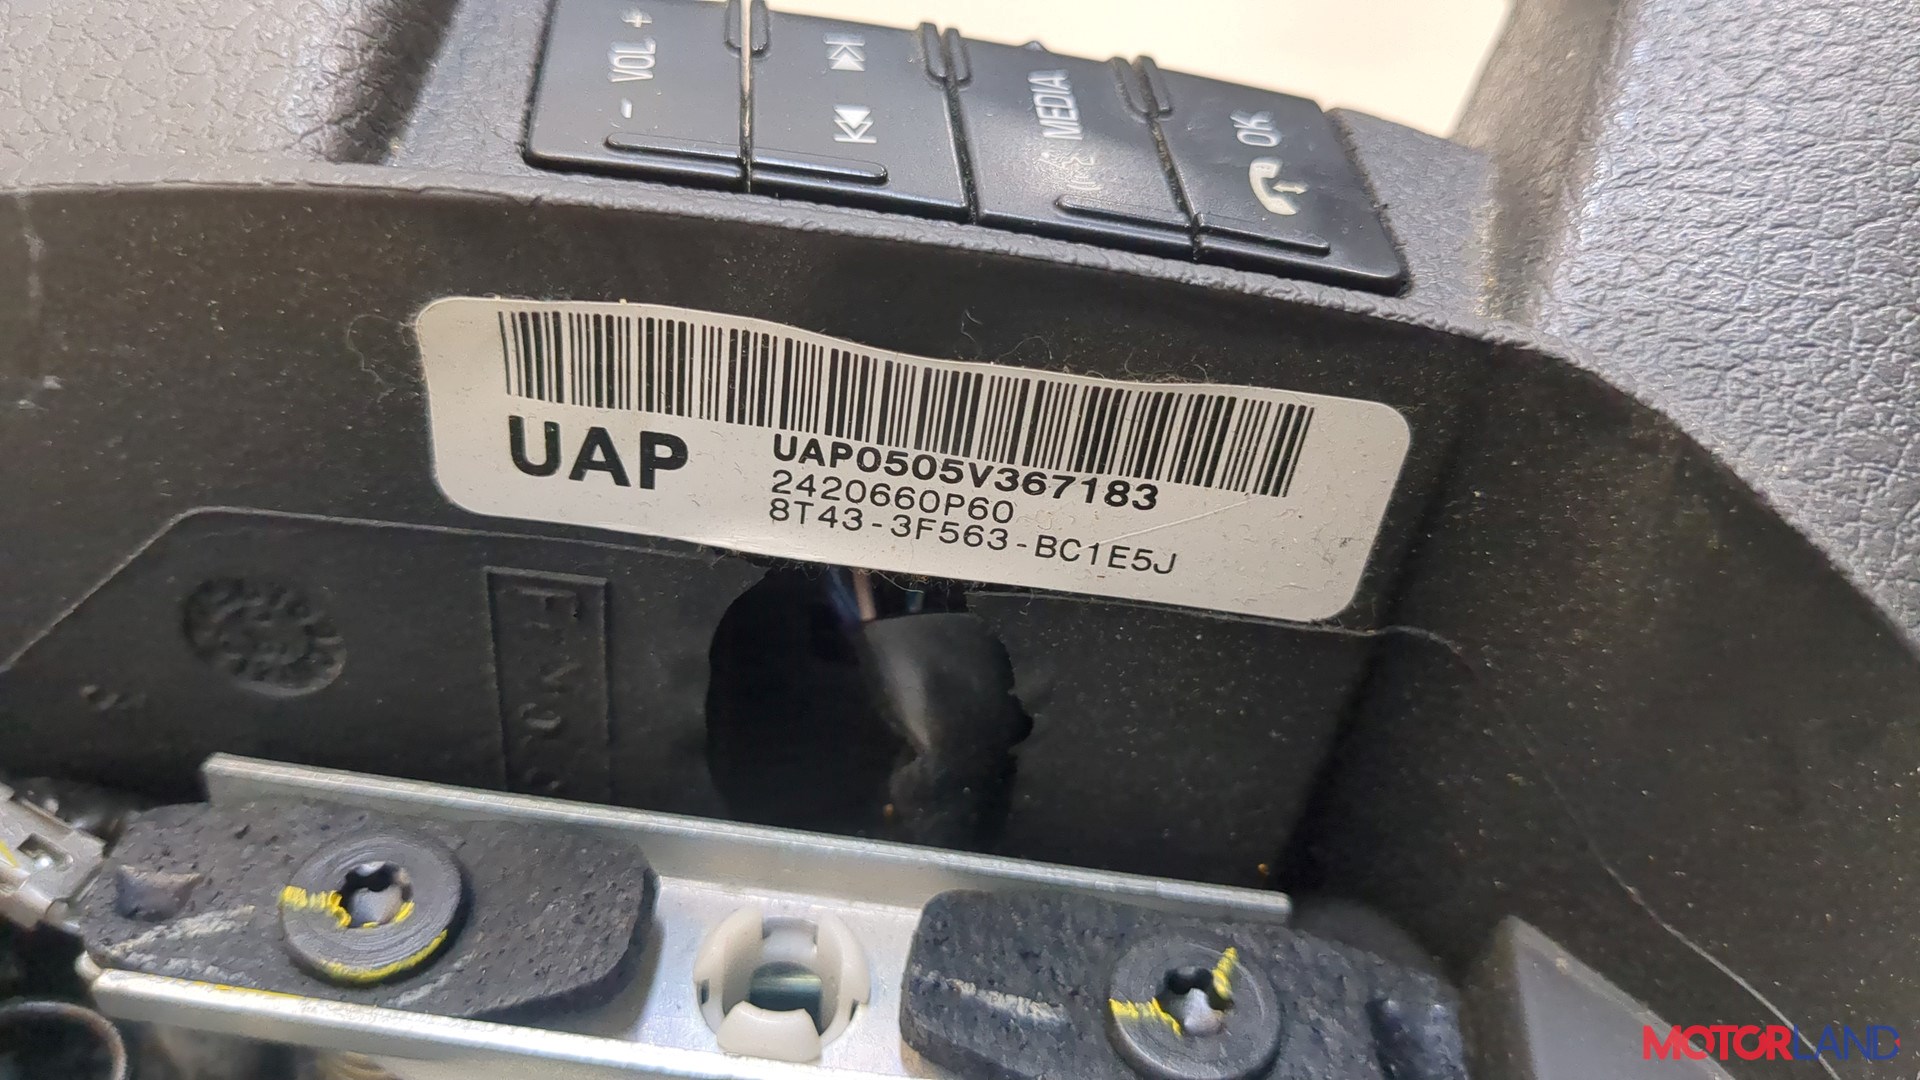 - VOL +
MEDIA
OK
UAP
UAP0505V367183
2420660P60
8T43-3F563-BC1E5J
MOTORLAND